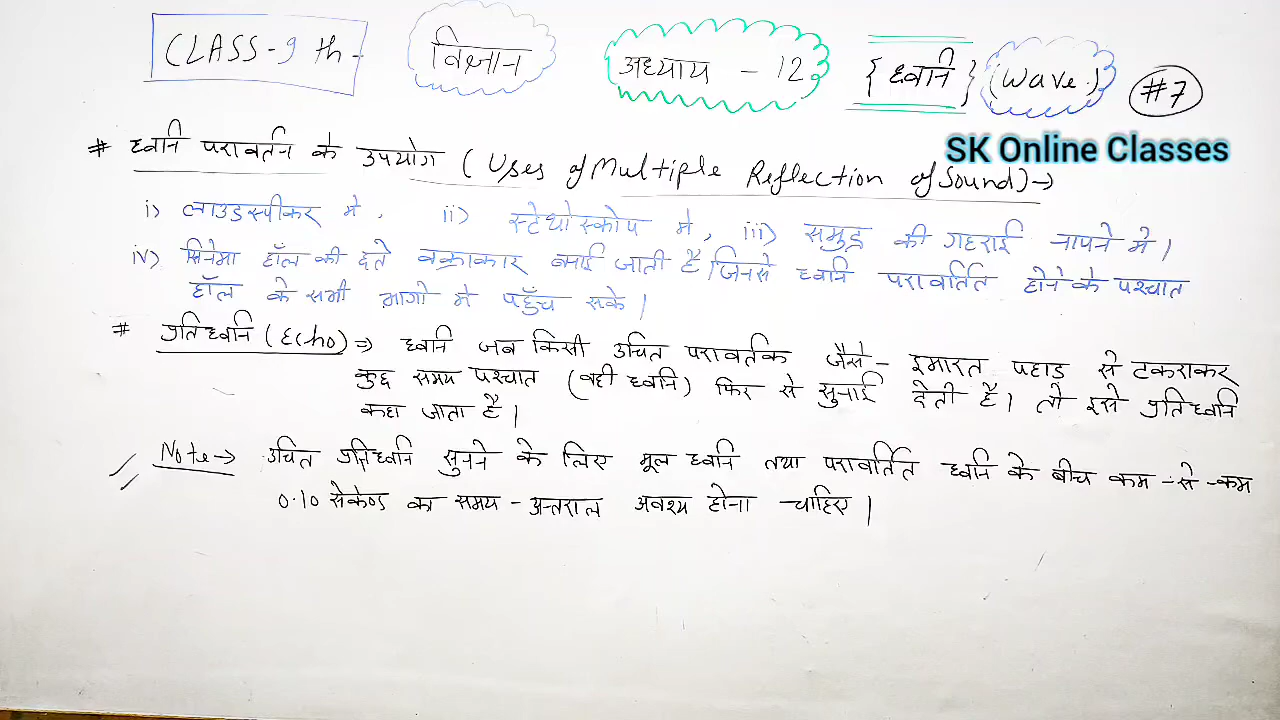 CLASS-9 th- विज्ञान अध्याय - 12 {ध्वनि} (Wave) #7
SK Online Classes
# ध्वनि परावर्तन के उपयोग (Uses of Multiple Reflection of Sound)→
i) लाउडस्पीकर मे, ii) स्टेथोस्कोप मे, iii) समुद्र की गहराई नापने मे।
iv) सिनेमा हॉल की छते वक्राकार बनाई जाती है जिनसे ध्वनि परावर्तित होने के पश्चात
हॉल के सभी भागो मे पहुँच सके।
# प्रतिध्वनि (Echo)⇒ ध्वनि जब किसी उचित परावर्तक जैसे- इमारत पहाड से टकराकर
कुछ समय पश्चात (वही ध्वनि) फिर से सुनाई देती है। तो इसे प्रतिध्वनि
कहा जाता है।
Note→ उचित प्रतिध्वनि सुनने के लिए मूल ध्वनि तथा परावर्तित ध्वनि के बीच कम-से-कम
0.10 सेकेण्ड का समय-अन्तराल अवश्य होना चाहिए।